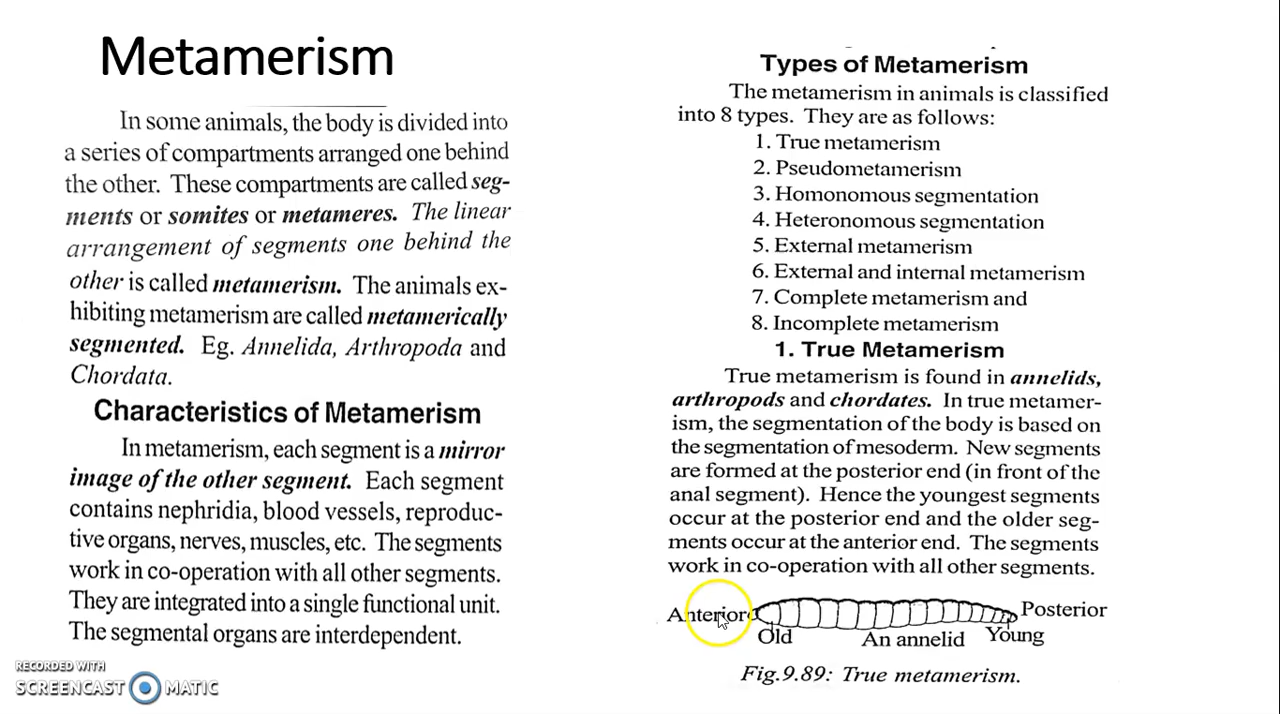 Metamerism
In some animals, the body is divided into
a series of compartments arranged one behind
the other. These compartments are called seg-
ments or somites or metameres. The linear
arrangement of segments one behind the
other is called metamerism. The animals ex-
hibiting metamerism are called metamerically
segmented. Eg. Annelida, Arthropoda and
Chordata.
Characteristics of Metamerism
In metamerism, each segment is a mirror
image of the other segment. Each segment
contains nephridia, blood vessels, reproduc-
tive organs, nerves, muscles, etc. The segments
work in co-operation with all other segments.
They are integrated into a single functional unit.
The segmental organs are interdependent.
RECORDED WITH
SCREENCAST MATIC
Types of Metamerism
The metamerism in animals is classified
into 8 types. They are as follows:
1. True metamerism
2. Pseudometamerism
3. Homonomous segmentation
4. Heteronomous segmentation
5. External metamerism
6. External and internal metamerism
7. Complete metamerism and
8. Incomplete metamerism
1. True Metamerism
True metamerism is found in annelids,
arthropods and chordates. In true metamer-
ism, the segmentation of the body is based on
the segmentation of mesoderm. New segments
are formed at the posterior end (in front of the
anal segment). Hence the youngest segments
occur at the posterior end and the older seg-
ments occur at the anterior end. The segments
work in co-operation with all other segments.
Anterior Posterior
Old An annelid Young
Fig.9.89: True metamerism.